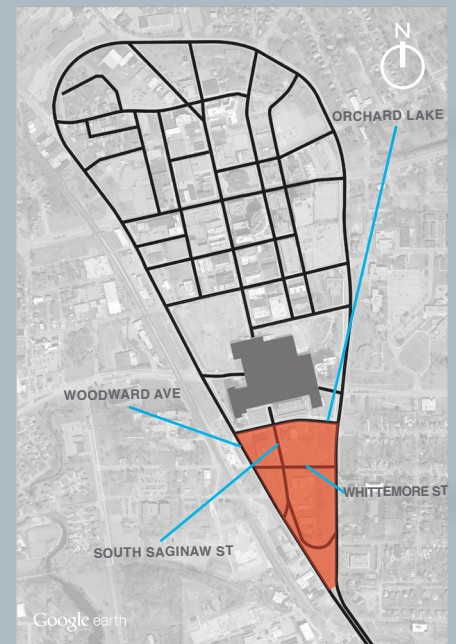 N
ORCHARD LAKE
WOODWARD AVE
WHITTEMORE ST
SOUTH SAGINAW ST
Google earth